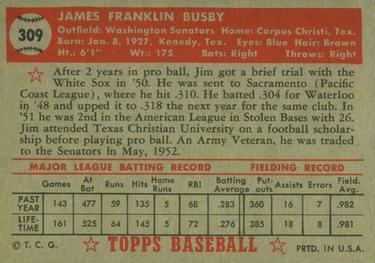 309
JAMES FRANKLIN BUSBY
Outfield: Washington Senators Home: Corpus Christi, Tex.
Born: Jan. 8, 1927, Kenedy, Tex. Eyes: Blue Hair: Brown
Ht.: 6'1" Wt.: 175 Bats: Right Throws: Right
After 2 years in pro ball, Jim got a brief trial with the
White Sox in '50. He was sent to Sacramento (Pacific
Coast League), where he hit .310. He batted .304 for Waterloo
in '48 and upped it to .318 the next year for the same club. In
'51 he was 2nd in the American League in Stolen Bases with 26.
Jim attended Texas Christian University on a football scholar-
ship before playing pro ball. An Army Veteran, he was traded
to the Senators in May, 1952.
MAJOR LEAGUE BATTING RECORD FIELDING RECORD
Games At Bat Runs Hits Home Runs RBI Batting Average Put-outs Assists Errors Field. Avg.
PAST YEAR 143 477 59 135 5 68 .283 360 16 7 .982
LIFE-TIME 161 525 64 145 5 72 .276 385 16 8 .981
© T. C. G. TOPPS BASEBALL PRTD. IN U.S.A.